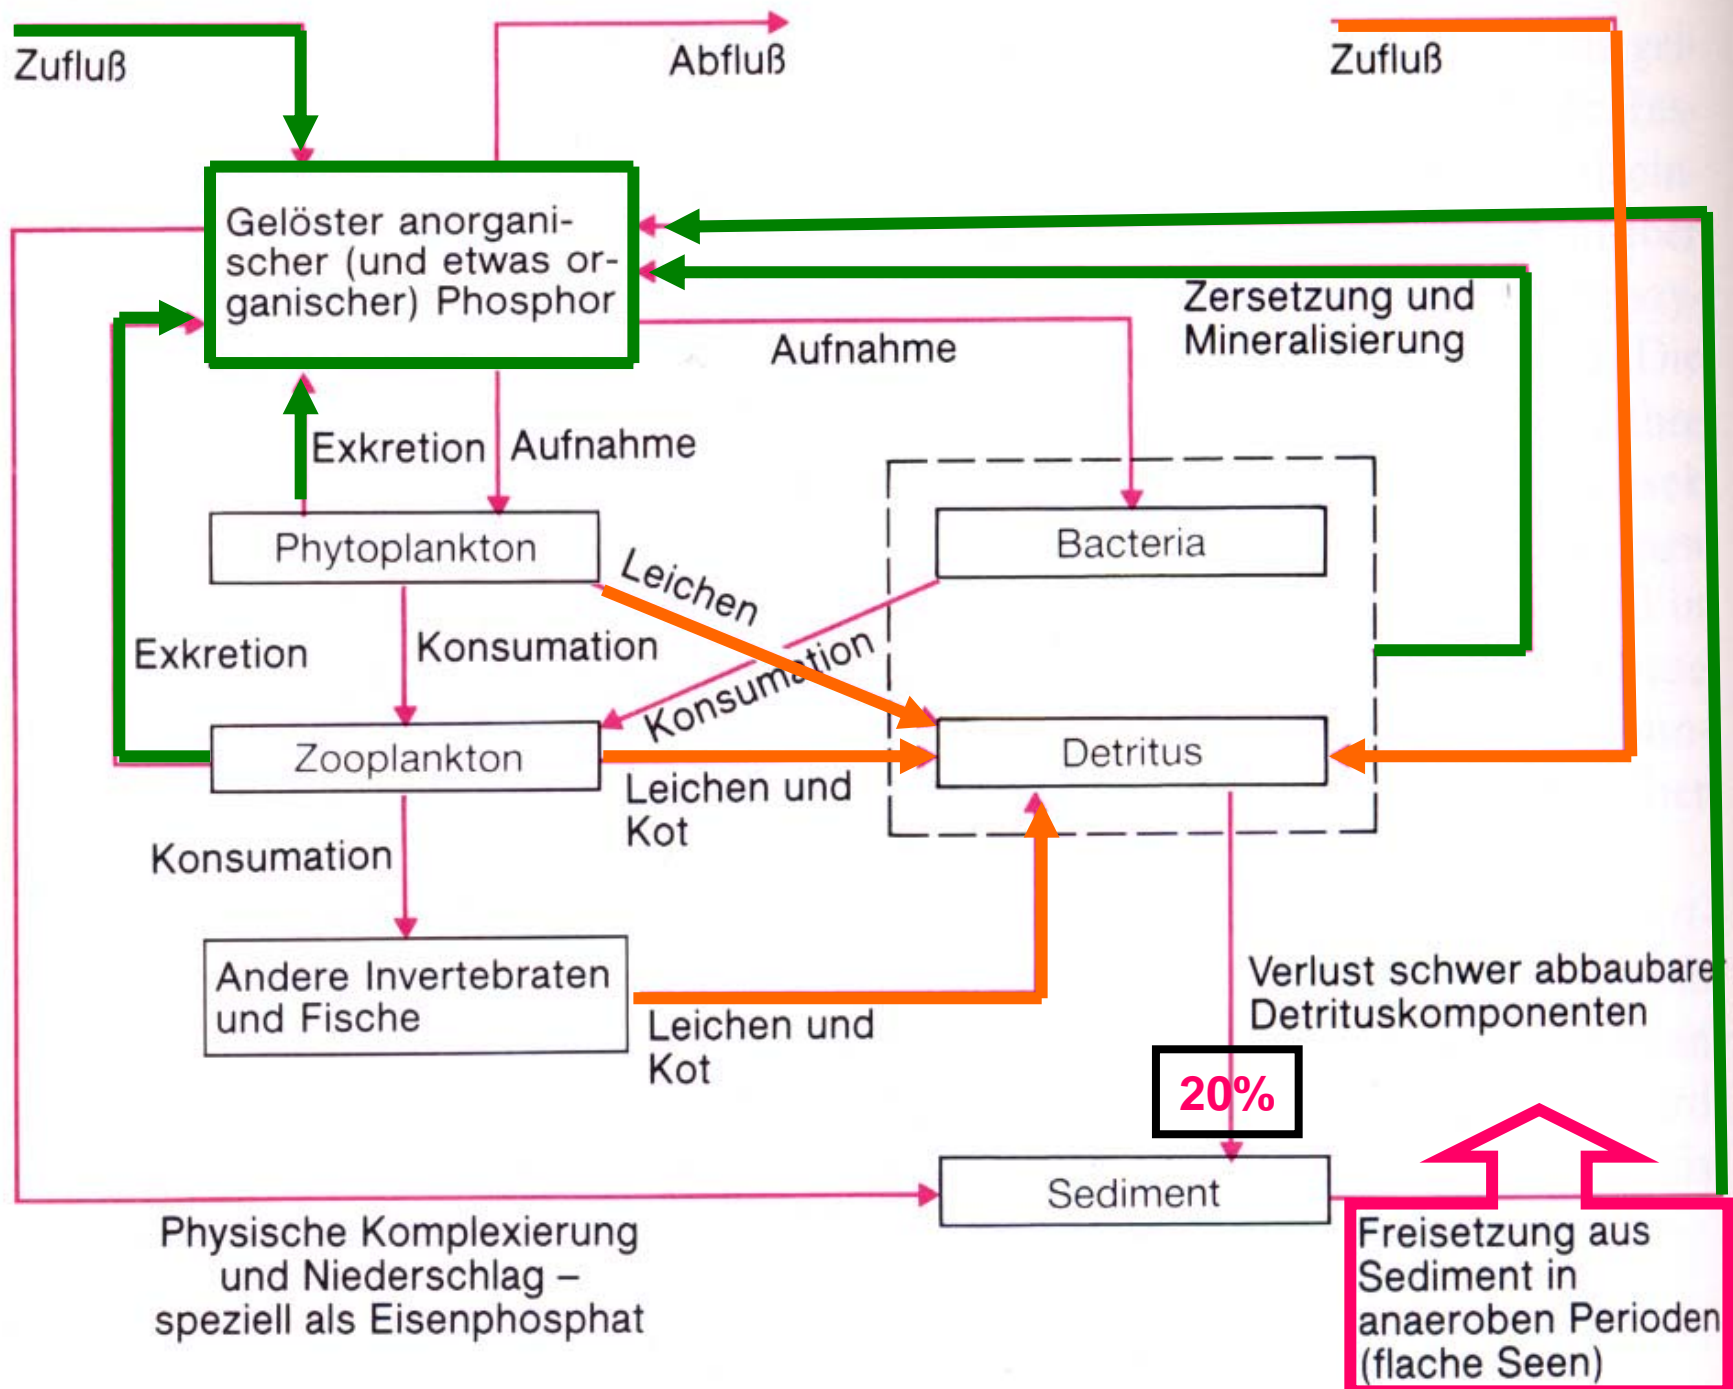 Zufluß
Abfluß
Zufluß
Gelöster anorgani-
scher (und etwas or-
ganischer) Phosphor
Zersetzung und
Mineralisierung
Aufnahme
Exkretion
Aufnahme
Phytoplankton
Bacteria
Leichen
Exkretion
Konsumation
Konsumation
Zooplankton
Detritus
Leichen und
Kot
Konsumation
Andere Invertebraten
und Fische
Verlust schwer abbaubare
Detrituskomponenten
Leichen und
Kot
20%
Sediment
Physische Komplexierung
und Niederschlag –
speziell als Eisenphosphat
Freisetzung aus
Sediment in
anaeroben Perioden
(flache Seen)